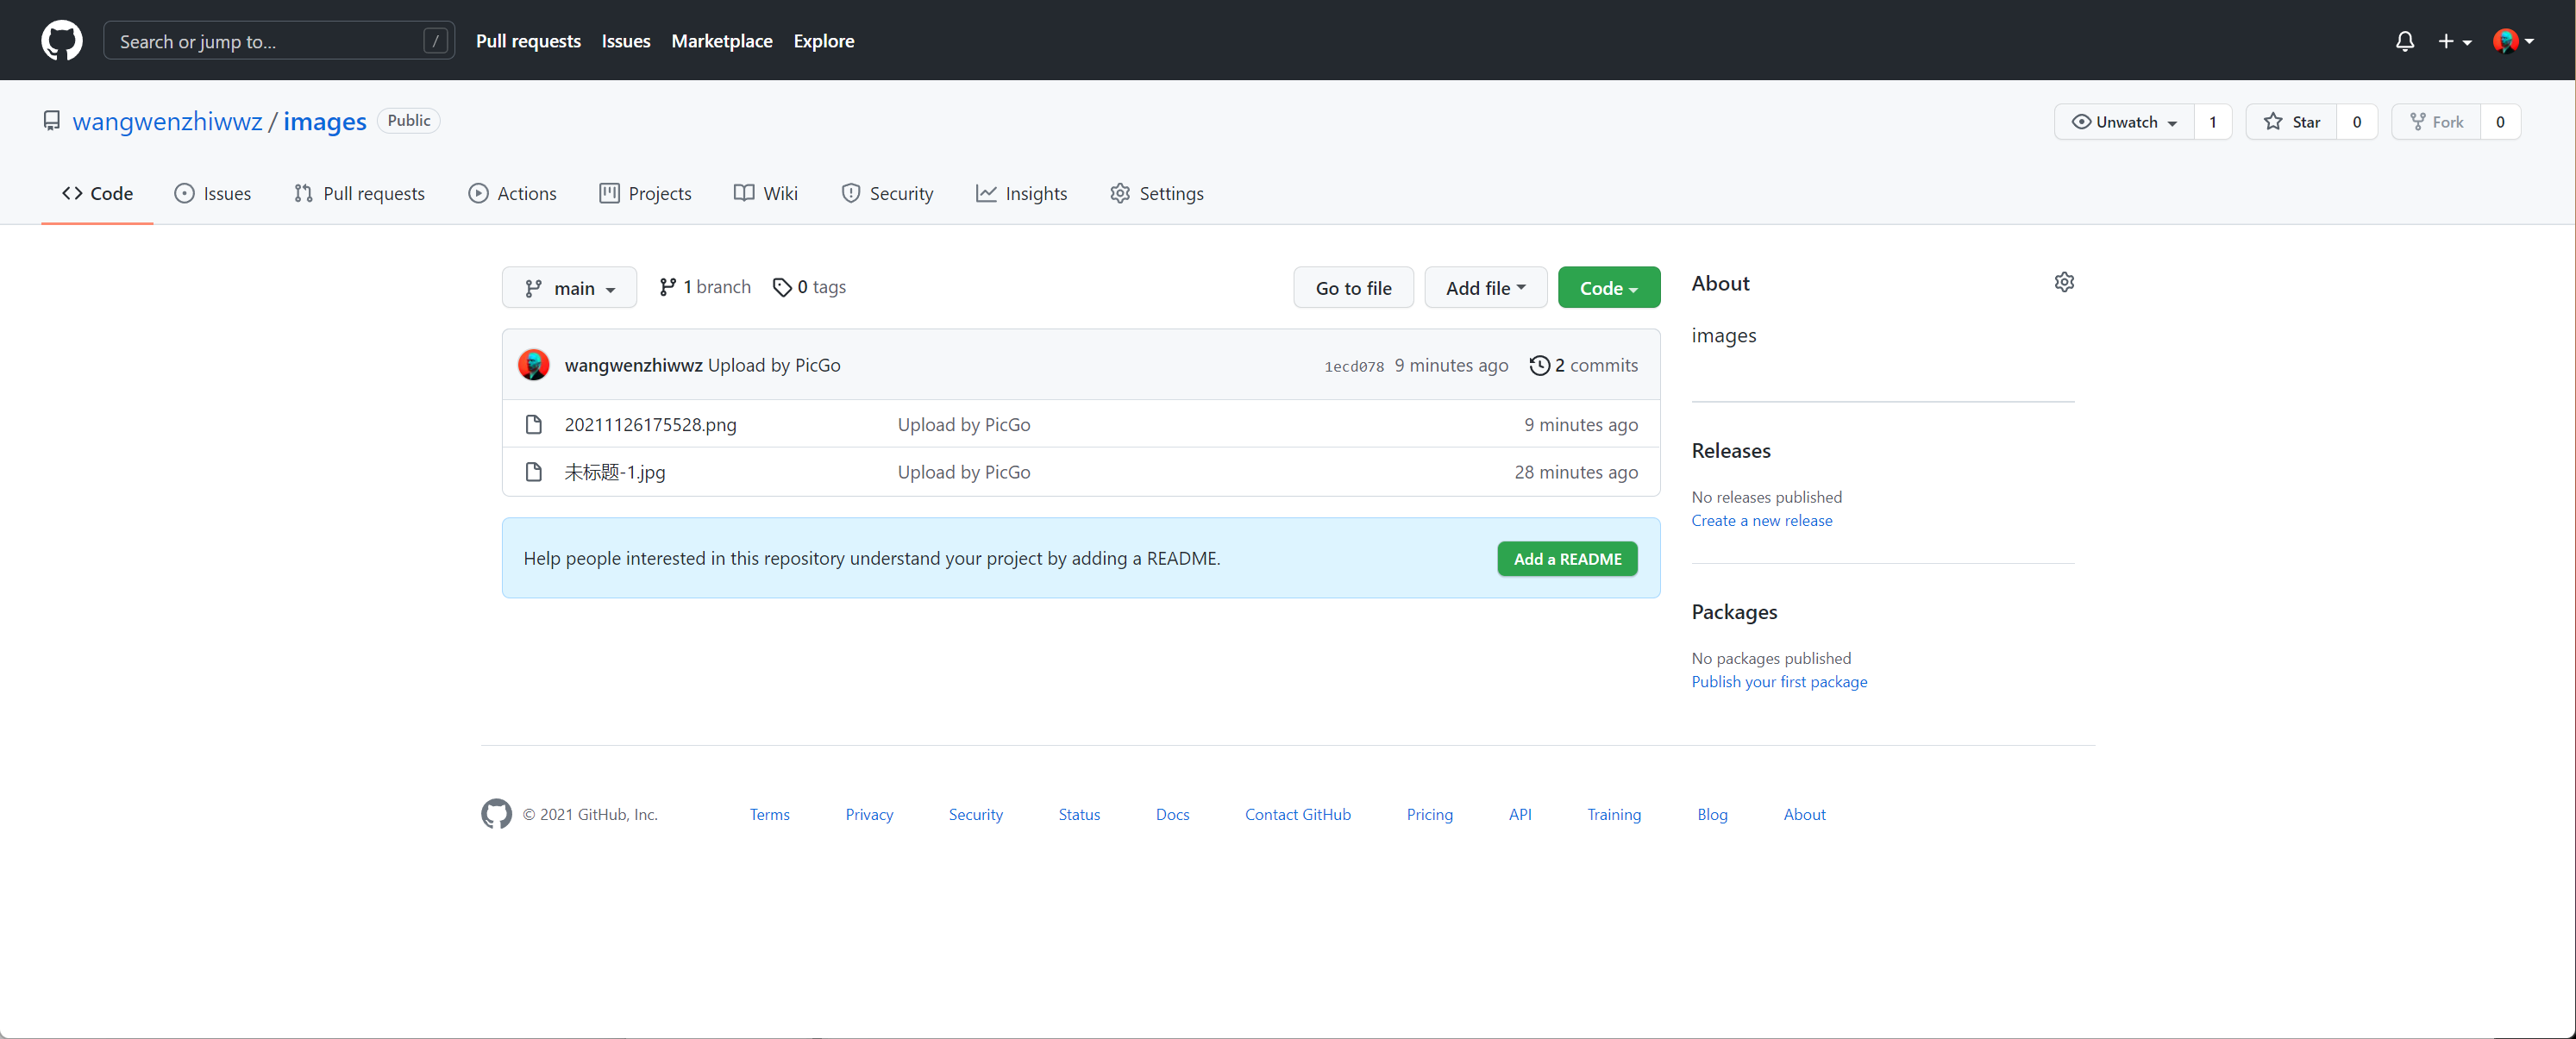 Search or jump to... / Pull requests Issues Marketplace Explore
wangwenzhiwwz / images Public Unwatch 1 Star 0 Fork 0
Code Issues Pull requests Actions Projects Wiki Security Insights Settings
main 1 branch 0 tags Go to file Add file Code
About
images
wangwenzhiwwz Upload by PicGo 1ecd078 9 minutes ago 2 commits
20211126175528.png Upload by PicGo 9 minutes ago
未标题-1.jpg Upload by PicGo 28 minutes ago
Help people interested in this repository understand your project by adding a README. Add a README
Releases
No releases published
Create a new release
Packages
No packages published
Publish your first package
© 2021 GitHub, Inc. Terms Privacy Security Status Docs Contact GitHub Pricing API Training Blog About